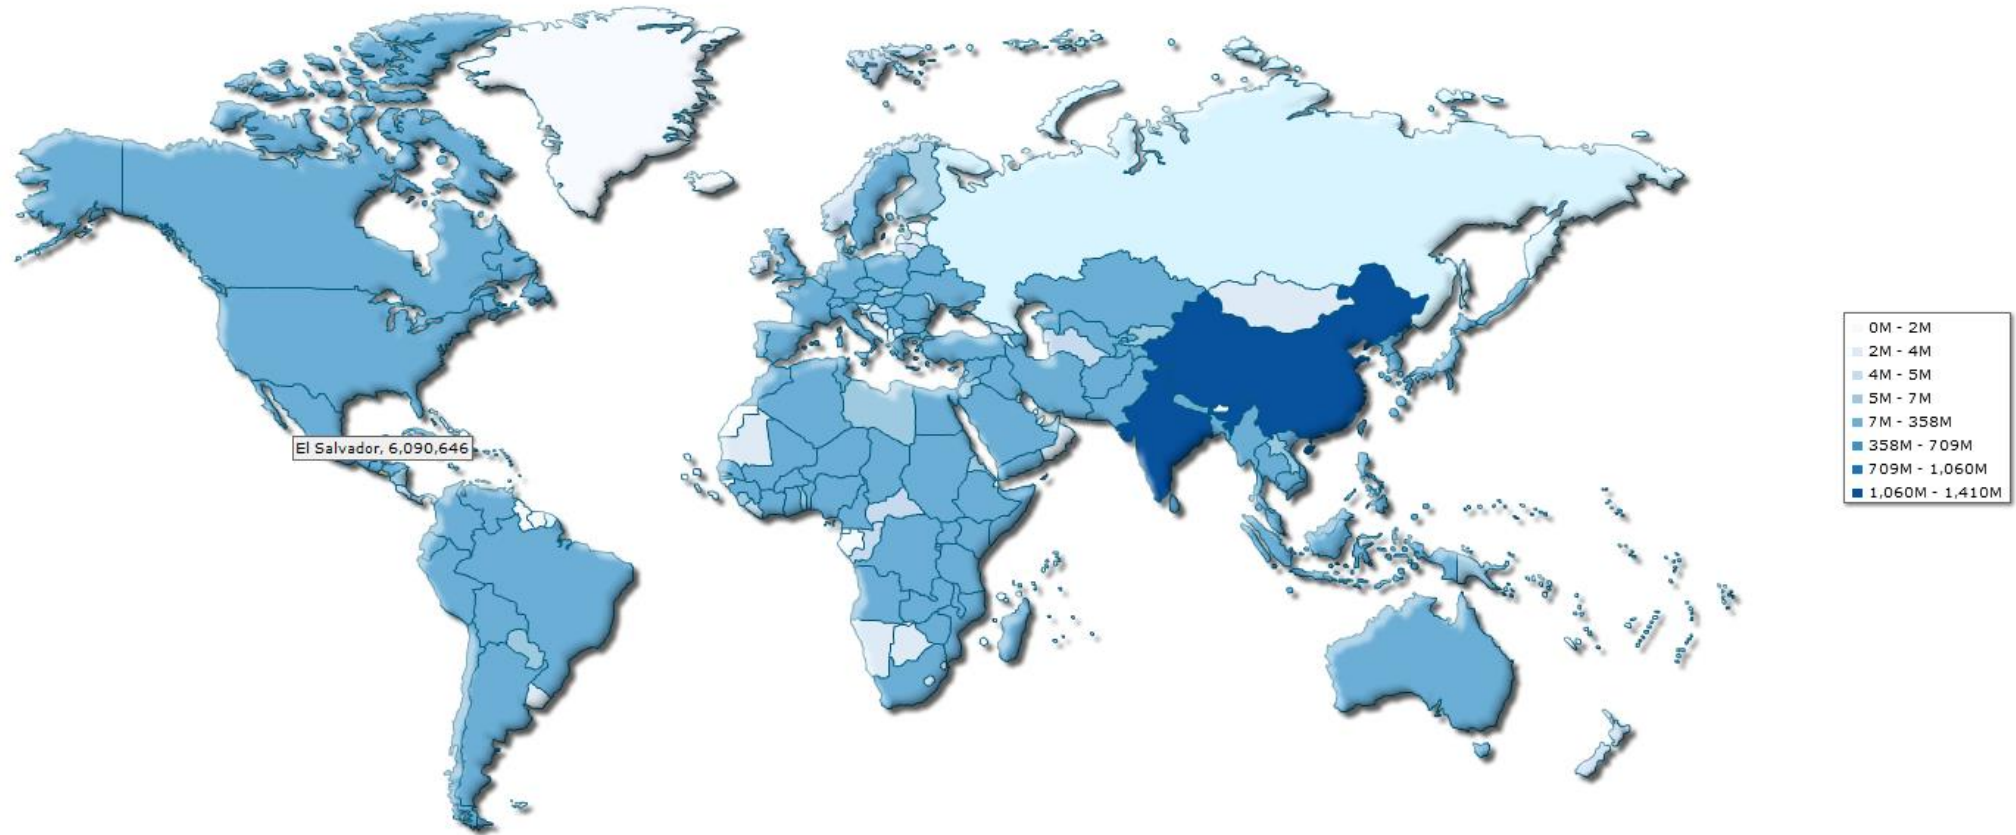 El Salvador, 6,090,646
0M - 2M
2M - 4M
4M - 5M
5M - 7M
7M - 358M
358M - 709M
709M - 1,060M
1,060M - 1,410M